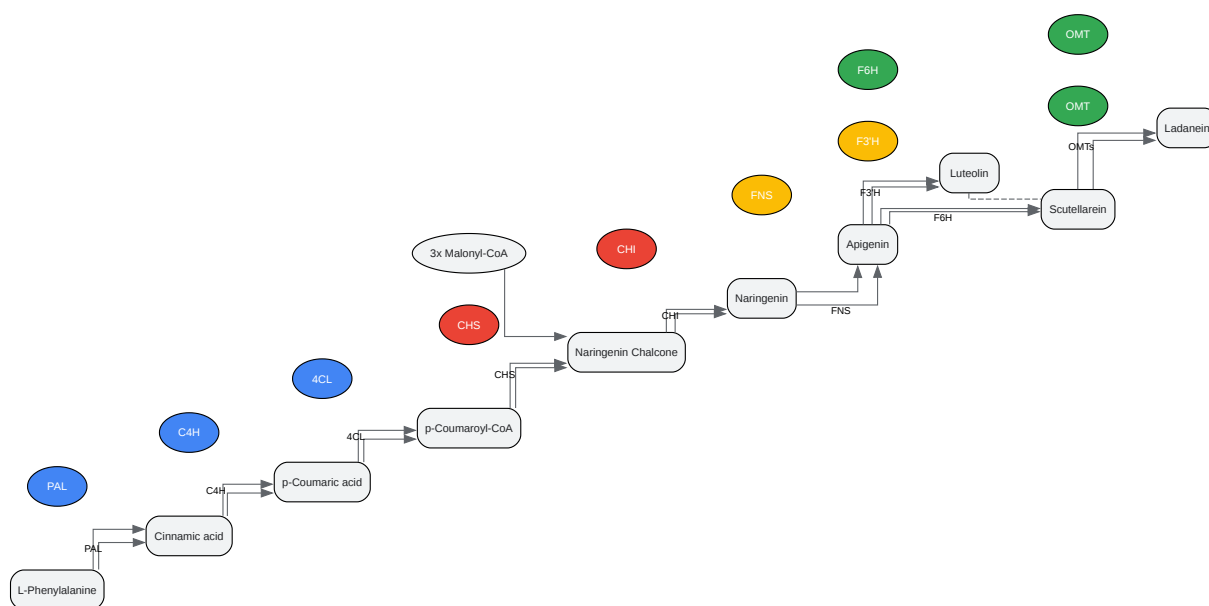 OMT
F6H
OMT
Ladanein
F3'H
OMTs
Luteolin
FNS
F3'H
Scutellarein
F6H
Apigenin
CHI
3x Malonyl-CoA
Naringenin
FNS
CHI
CHS
Naringenin Chalcone
CHS
4CL
p-Coumaroyl-CoA
4CL
C4H
p-Coumaric acid
C4H
PAL
Cinnamic acid
PAL
L-Phenylalanine